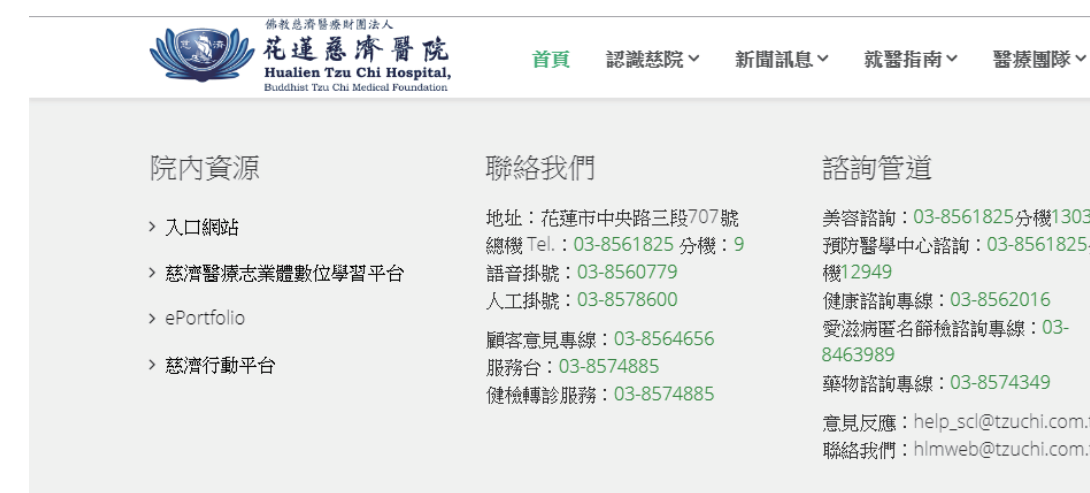 佛教慈濟醫療財團法人
花蓮慈濟醫院
Hualien Tzu Chi Hospital,
Buddhist Tzu Chi Medical Foundation
首頁 認識慈院 新聞訊息 就醫指南 醫療團隊
院內資源
> 入口網站
> 慈濟醫療志業體數位學習平台
> ePortfolio
> 慈濟行動平台
聯絡我們
地址：花蓮市中央路三段707號
總機 Tel.：03-8561825 分機：9
語音掛號：03-8560779
人工掛號：03-8578600
顧客意見專線：03-8564656
服務台：03-8574885
健檢轉診服務：03-8574885
諮詢管道
美容諮詢：03-8561825分機1303
預防醫學中心諮詢：03-8561825
機12949
健康諮詢專線：03-8562016
愛滋病匿名篩檢諮詢專線：03-
8463989
藥物諮詢專線：03-8574349
意見反應：help_scl@tzuchi.com.
聯絡我們：hlmweb@tzuchi.com.